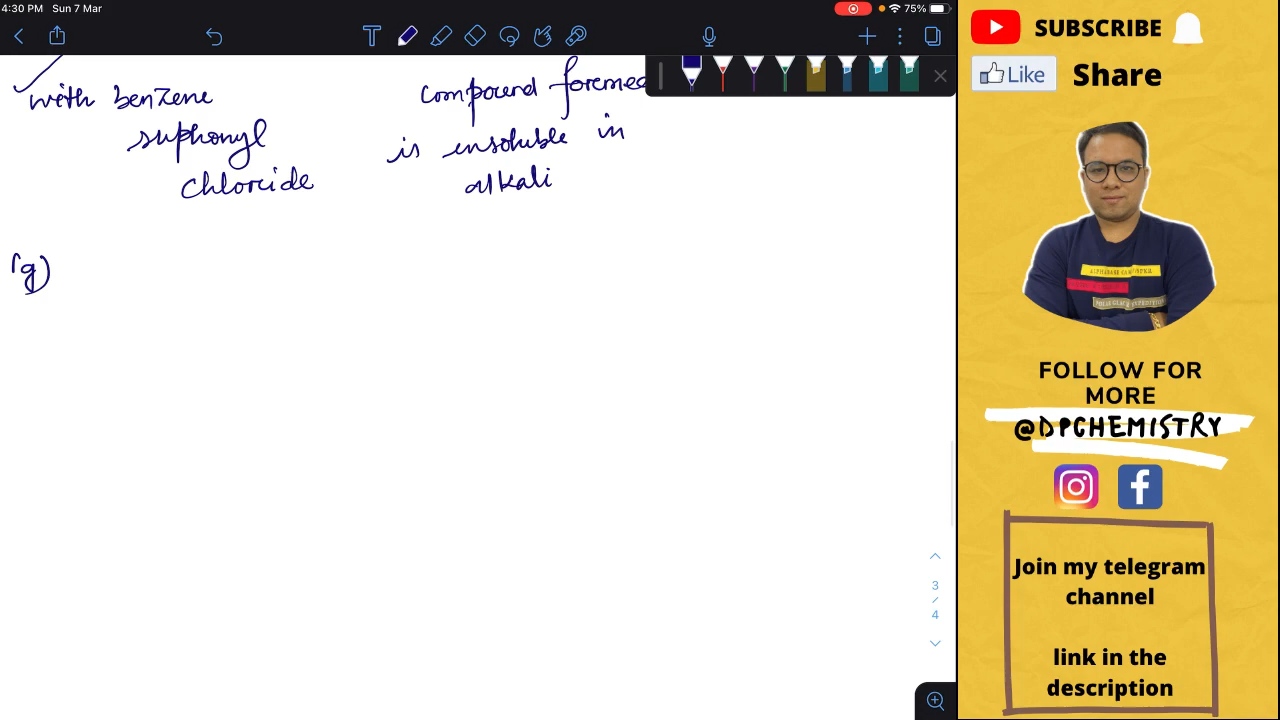 4:30 PM Sun 7 Mar
75%
with benzene
suphonyl
chloride
compound formed
is insoluble in
alkali
(g)
3
/
4
SUBSCRIBE
Like
Share
FOLLOW FOR
MORE
@DPCHEMISTRY
Join my telegram
channel
link in the
description